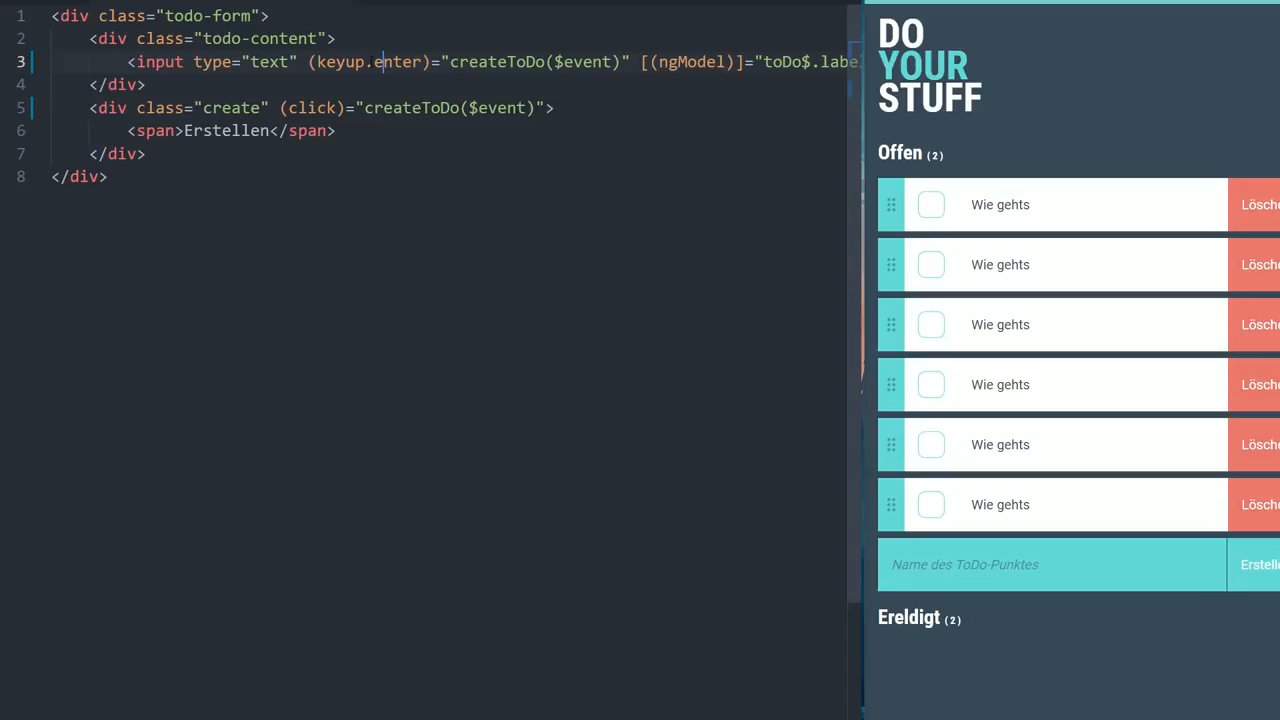 1 <div class="todo-form">
2 <div class="todo-content">
3 <input type="text" (keyup.enter)="createToDo($event)" [(ngModel)]="toDo$.label
4 </div>
5 <div class="create" (click)="createToDo($event)">
6 <span>Erstellen</span>
7 </div>
8 </div>
DO
YOUR
STUFF
Offen (2)
Wie gehts Lösche
Wie gehts Lösche
Wie gehts Lösche
Wie gehts Lösche
Wie gehts Lösche
Wie gehts Lösche
Name des ToDo-Punktes Erstelle
Ereldigt (2)